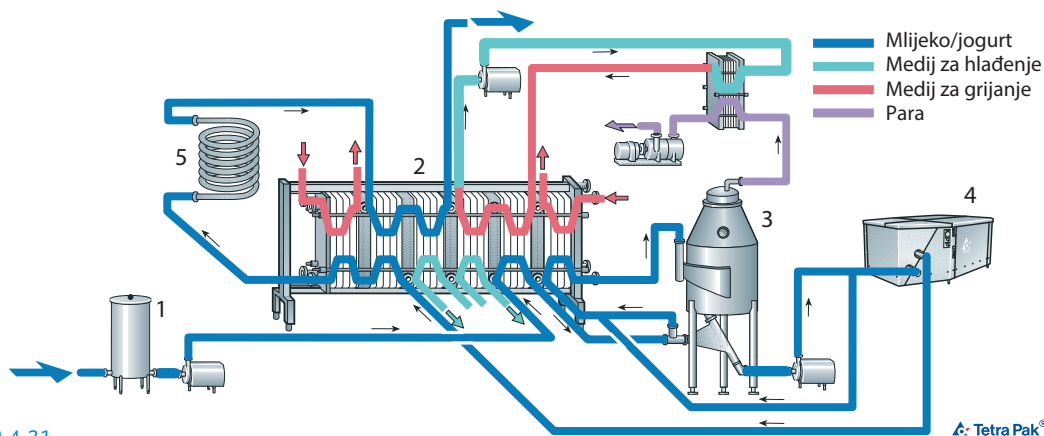 Mlijeko/jogurt
Medij za hlađenje
Medij za grijanje
Para
5
2
3
4
1
Tetra Pak®